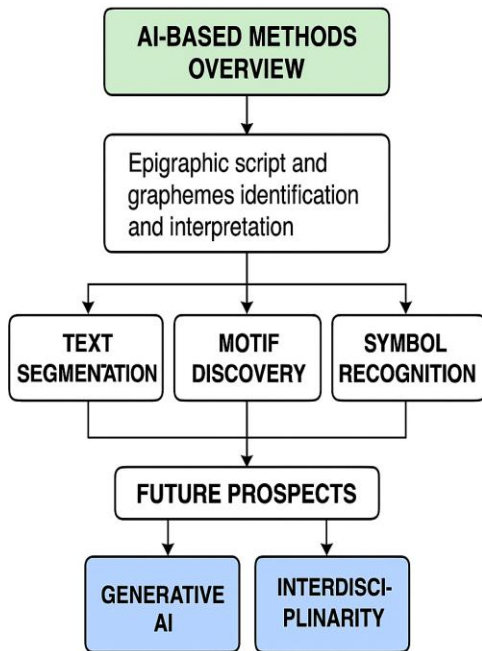 AI-BASED METHODS
OVERVIEW
Epigraphic script and
graphemes identification
and interpretation
TEXT
SEGMENTATION
MOTIF
DISCOVERY
SYMBOL
RECOGNITION
FUTURE PROSPECTS
GENERATIVE
AI
INTERDISCI-
PLINARITY